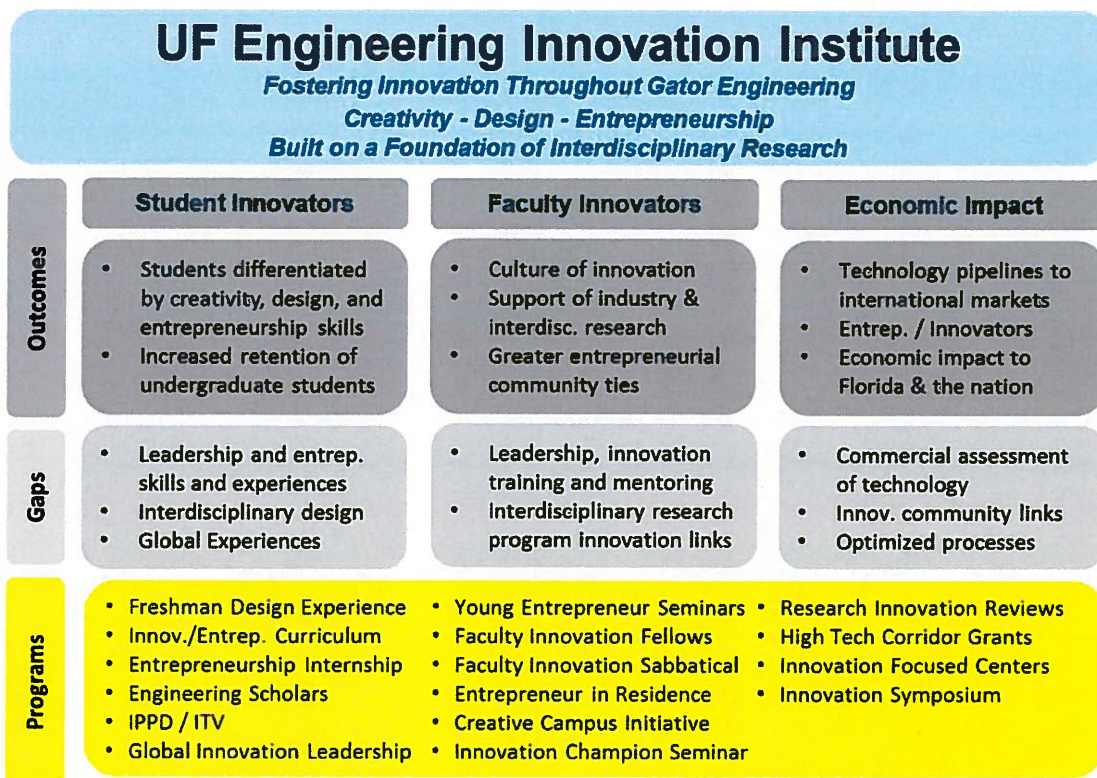 UF Engineering Innovation Institute
Fostering Innovation Throughout Gator Engineering
Creativity - Design - Entrepreneurship
Built on a Foundation of Interdisciplinary Research
Outcomes
Student Innovators
• Students differentiated
by creativity, design, and
entrepreneurship skills
• Increased retention of
undergraduate students
Faculty Innovators
• Culture of innovation
• Support of industry &
interdisc. research
• Greater entrepreneurial
community ties
Economic Impact
• Technology pipelines to
international markets
• Entrep. / Innovators
• Economic impact to
Florida & the nation
Gaps
• Leadership and entrep.
skills and experiences
• Interdisciplinary design
• Global Experiences
• Leadership, innovation
training and mentoring
• Interdisciplinary research
program innovation links
• Commercial assessment
of technology
• Innov. community links
• Optimized processes
Programs
• Freshman Design Experience
• Innov./Entrep. Curriculum
• Entrepreneurship Internship
• Engineering Scholars
• IPPD / ITV
• Global Innovation Leadership
• Young Entrepreneur Seminars
• Faculty Innovation Fellows
• Faculty Innovation Sabbatical
• Entrepreneur in Residence
• Creative Campus Initiative
• Innovation Champion Seminar
• Research Innovation Reviews
• High Tech Corridor Grants
• Innovation Focused Centers
• Innovation Symposium